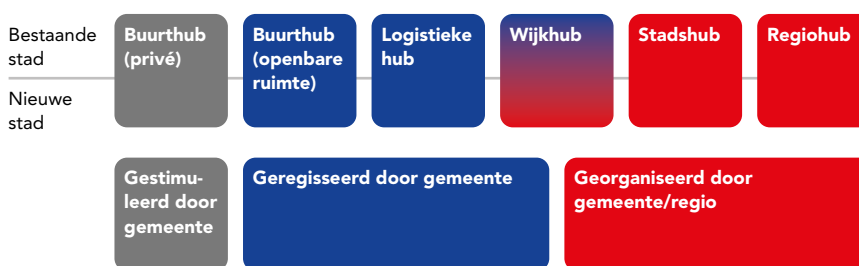 Bestaande
stad
Nieuwe
stad
Buurthub
(privé)
Buurthub
(openbare
ruimte)
Logistieke
hub
Wijkhub
Stadshub
Regiohub
Gestimu-
leerd door
gemeente
Geregisseerd door gemeente
Georganiseerd door
gemeente/regio